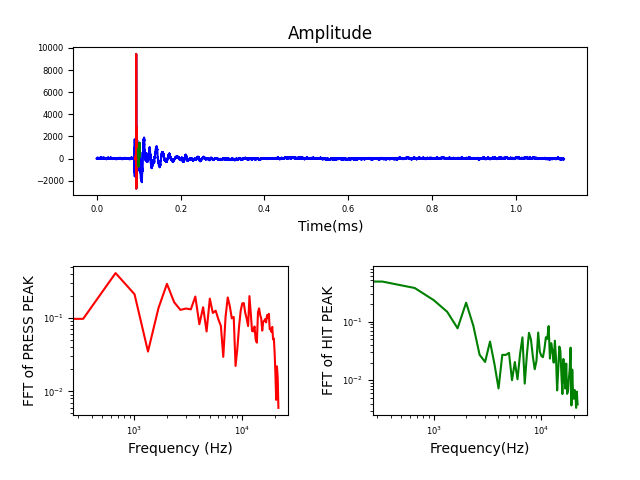 Amplitude
10000
8000
6000
4000
2000
0
−2000
0.0 0.2 0.4 0.6 0.8 1.0
Time(ms)
FFT of PRESS PEAK
10⁻¹
10⁻²
10³ 10⁴
Frequency (Hz)
FFT of HIT PEAK
10⁻¹
10⁻²
10³ 10⁴
Frequency(Hz)